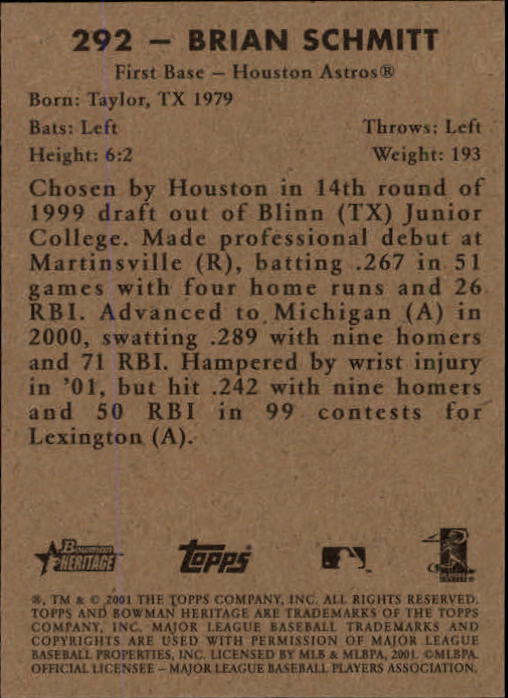 292 – BRIAN SCHMITT
First Base – Houston Astros®
Born: Taylor, TX 1979
Bats: Left Throws: Left
Height: 6:2 Weight: 193
Chosen by Houston in 14th round of
1999 draft out of Blinn (TX) Junior
College. Made professional debut at
Martinsville (R), batting .267 in 51
games with four home runs and 26
RBI. Advanced to Michigan (A) in
2000, swatting .289 with nine homers
and 71 RBI. Hampered by wrist injury
in '01, but hit .242 with nine homers
and 50 RBI in 99 contests for
Lexington (A).
Bowman
HERITAGE
topps
®, TM & © 2001 THE TOPPS COMPANY, INC. ALL RIGHTS RESERVED.
TOPPS AND BOWMAN HERITAGE ARE TRADEMARKS OF THE TOPPS
COMPANY, INC. MAJOR LEAGUE BASEBALL TRADEMARKS AND
COPYRIGHTS ARE USED WITH PERMISSION OF MAJOR LEAGUE
BASEBALL PROPERTIES, INC. LICENSED BY MLB & MLBPA, 2001. ©MLBPA.
OFFICIAL LICENSEE – MAJOR LEAGUE BASEBALL PLAYERS ASSOCIATION.